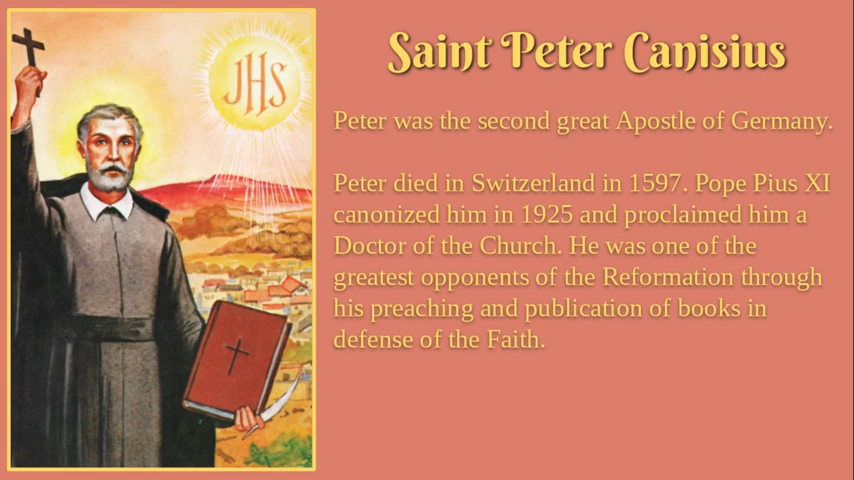 JHS
Saint Peter Canisius
Peter was the second great Apostle of Germany.
Peter died in Switzerland in 1597. Pope Pius XI
canonized him in 1925 and proclaimed him a
Doctor of the Church. He was one of the
greatest opponents of the Reformation through
his preaching and publication of books in
defense of the Faith.